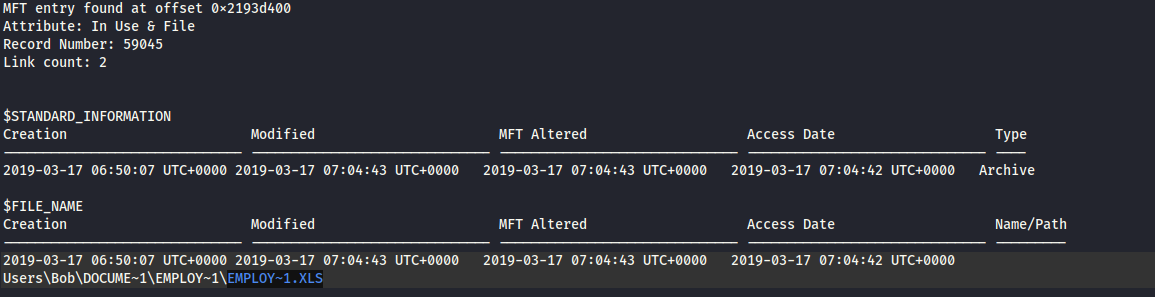 MFT entry found at offset 0×2193d400
Attribute: In Use & File
Record Number: 59045
Link count: 2
$STANDARD_INFORMATION
Creation Modified MFT Altered Access Date Type
------------------------------ ------------------------------ ------------------------------ ------------------------------ ----
2019-03-17 06:50:07 UTC+0000 2019-03-17 07:04:43 UTC+0000 2019-03-17 07:04:43 UTC+0000 2019-03-17 07:04:42 UTC+0000 Archive
$FILE_NAME
Creation Modified MFT Altered Access Date Name/Path
------------------------------ ------------------------------ ------------------------------ ------------------------------ ---------
2019-03-17 06:50:07 UTC+0000 2019-03-17 07:04:43 UTC+0000 2019-03-17 07:04:43 UTC+0000 2019-03-17 07:04:42 UTC+0000
Users\Bob\DOCUME~1\EMPLOY~1\EMPLOY~1.XLS